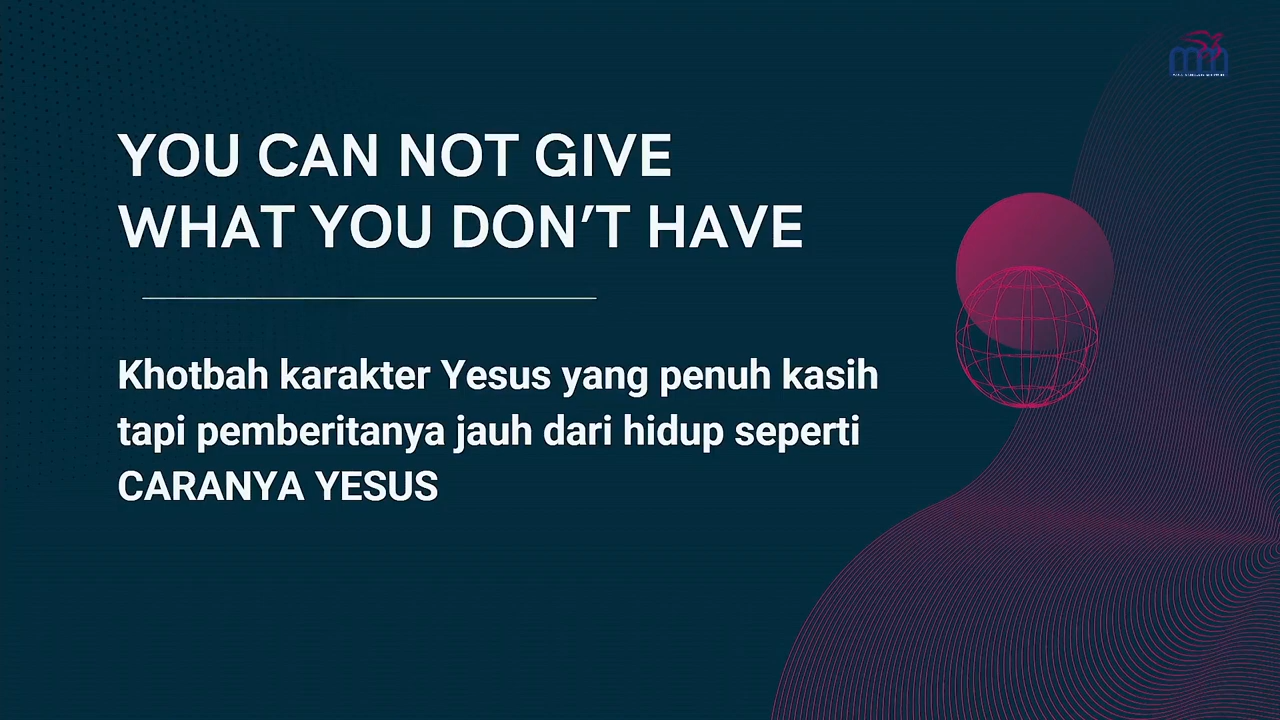 YOU CAN NOT GIVE
WHAT YOU DON’T HAVE
Khotbah karakter Yesus yang penuh kasih
tapi pemberitanya jauh dari hidup seperti
CARANYA YESUS